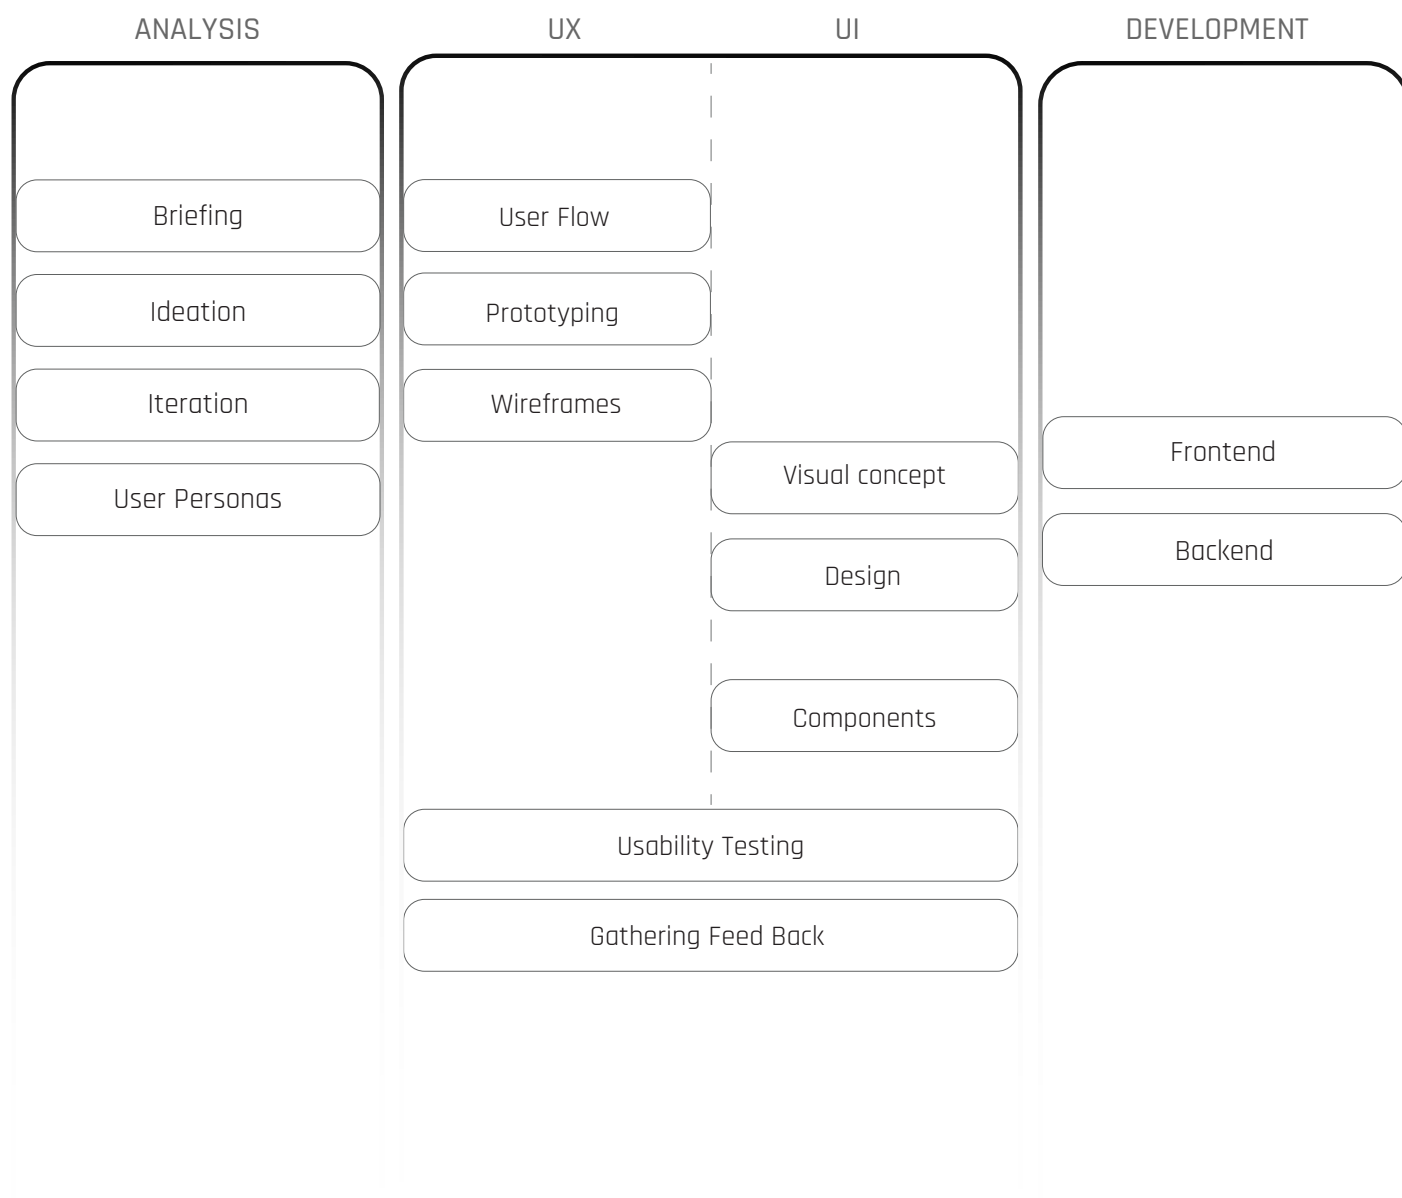 ANALYSIS
UX
UI
DEVELOPMENT
Briefing
Ideation
Iteration
User Personas
User Flow
Prototyping
Wireframes
Visual concept
Design
Components
Usability Testing
Gathering Feed Back
Frontend
Backend